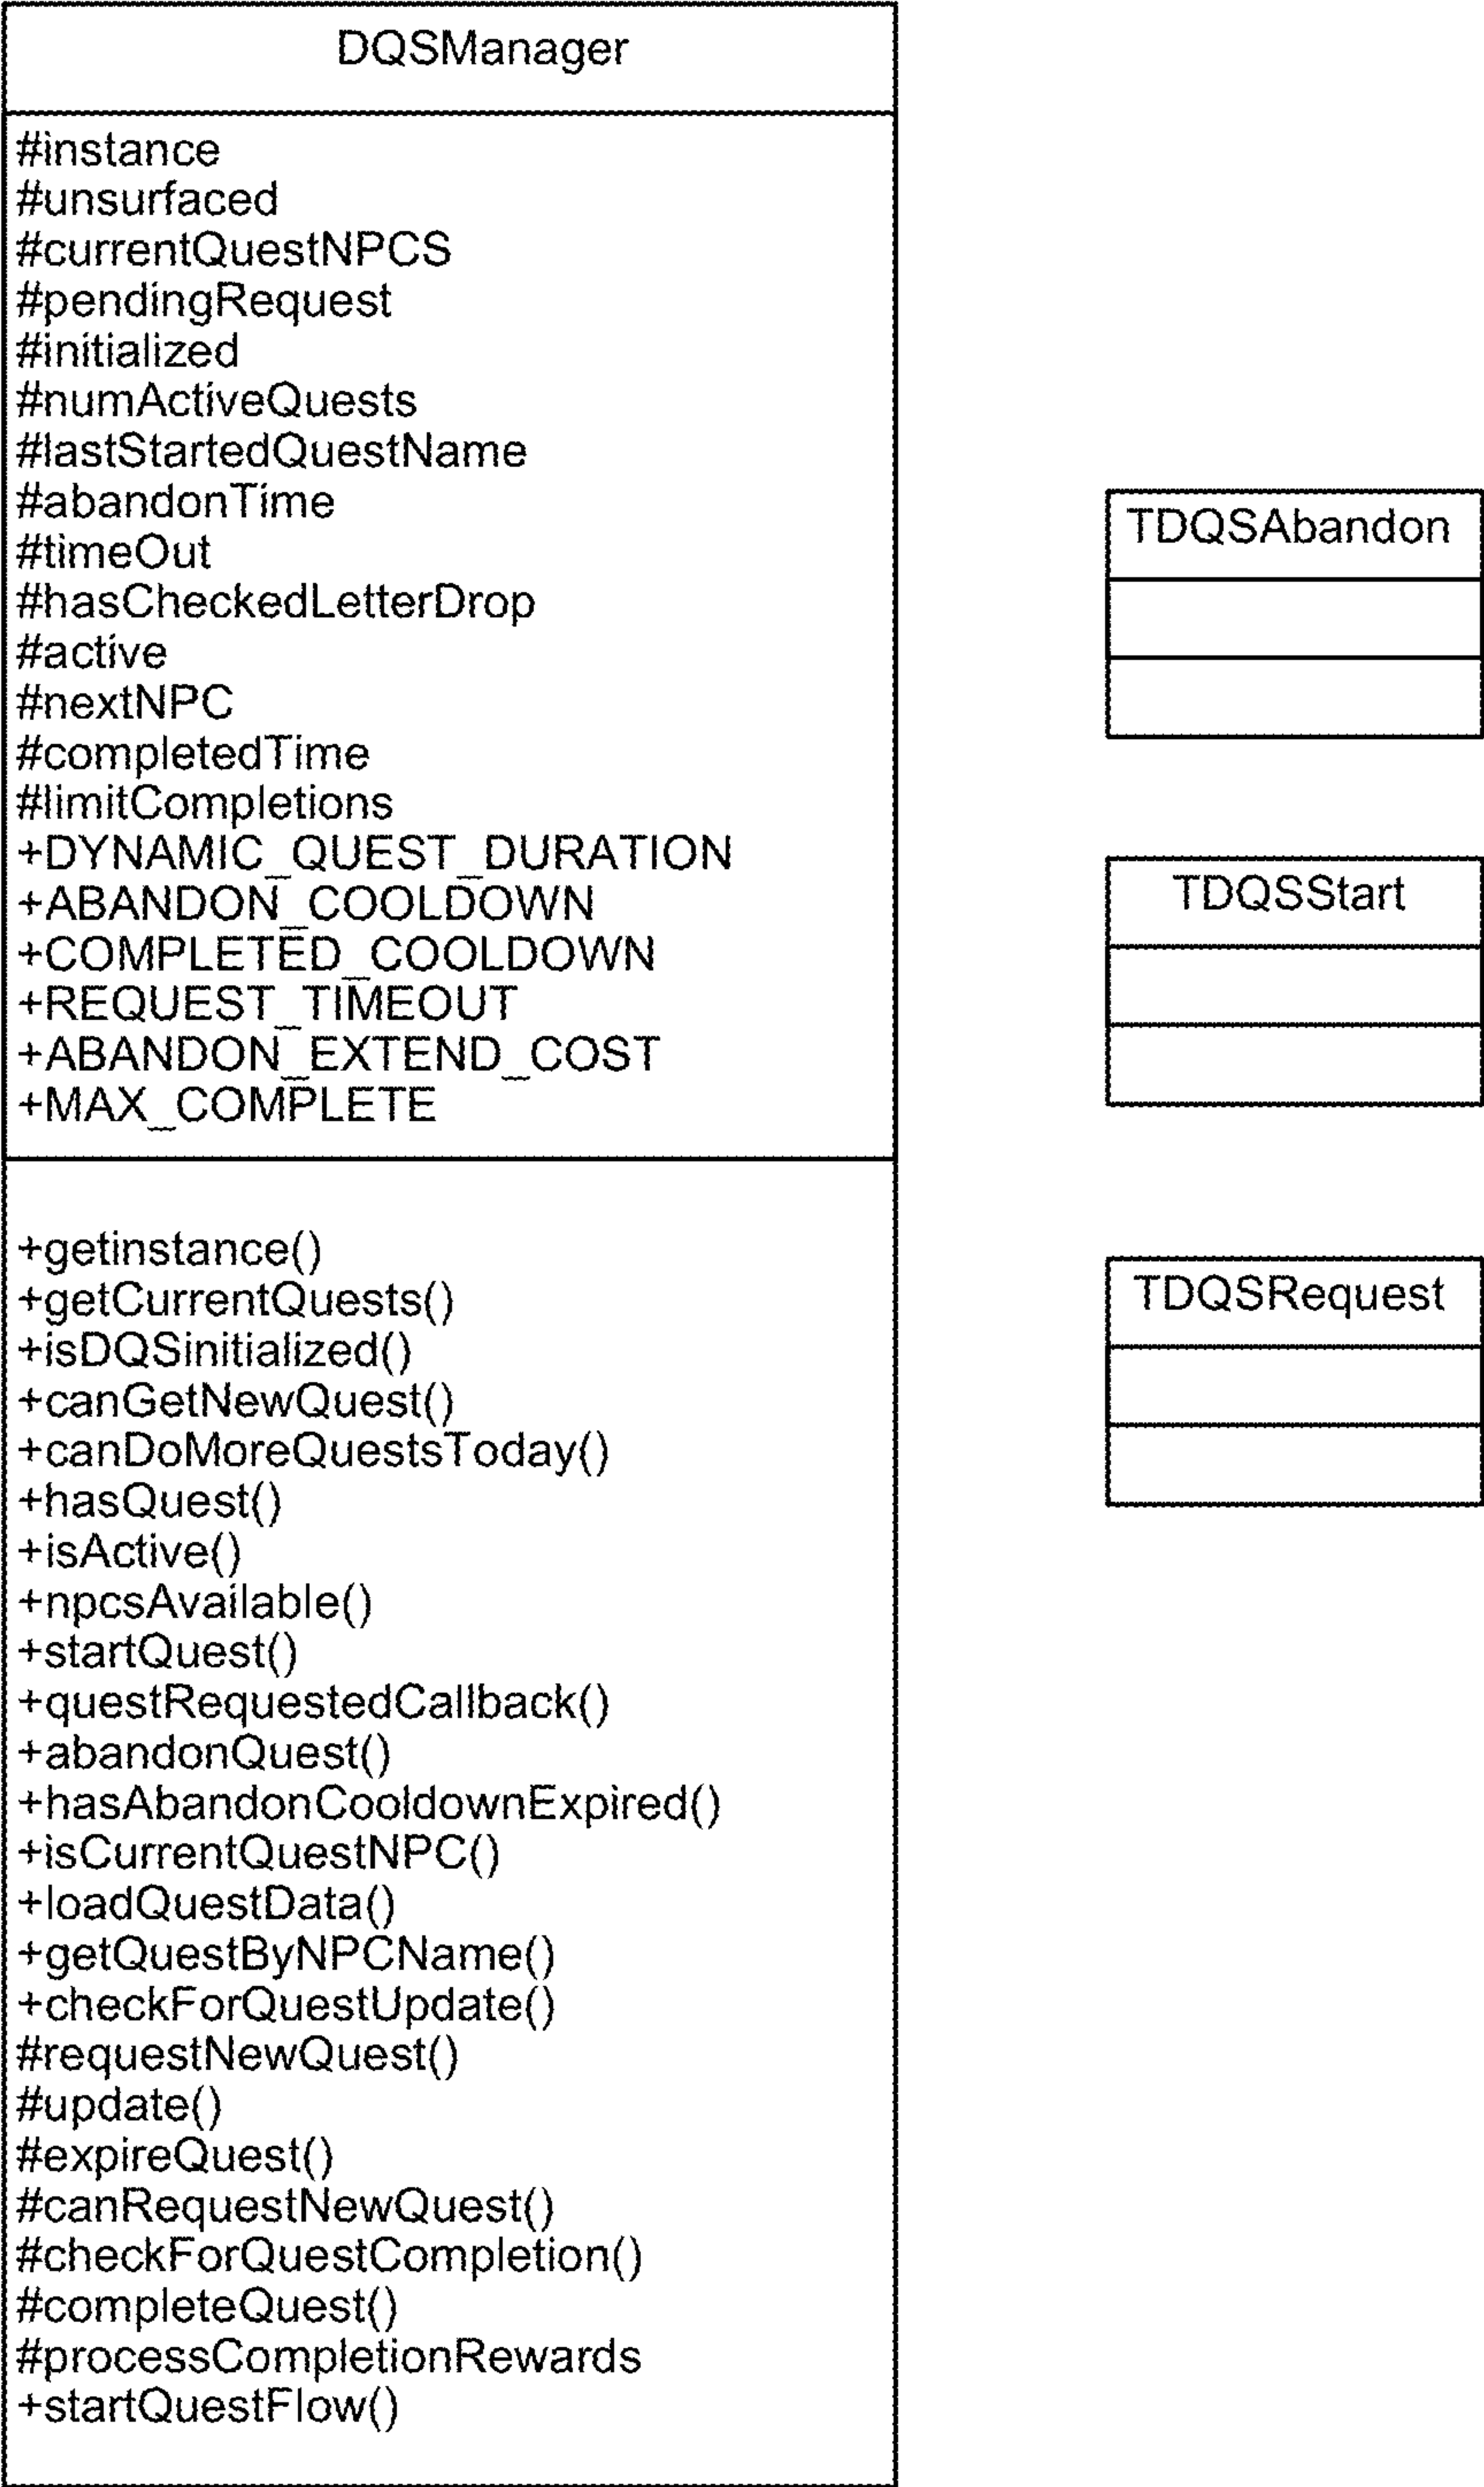 DQSManager
#instance
#unsurfaced
#currentQuestNPCS
#pendingRequest
#initialized
#numActiveQuests
#lastStartedQuestName
#abandonTime
#timeOut
#hasCheckedLetterDrop
#active
#nextNPC
#completedTime
#limitCompletions
+DYNAMIC_QUEST_DURATION
+ABANDON_COOLDOWN
+COMPLETED_COOLDOWN
+REQUEST_TIMEOUT
+ABANDON_EXTEND_COST
+MAX_COMPLETE
+getinstance()
+getCurrentQuests()
+isDQSinitialized()
+canGetNewQuest()
+canDoMoreQuestsToday()
+hasQuest()
+isActive()
+npcsAvailable()
+startQuest()
+questRequestedCallback()
+abandonQuest()
+hasAbandonCooldownExpired()
+isCurrentQuestNPC()
+loadQuestData()
+getQuestByNPCName()
+checkForQuestUpdate()
#requestNewQuest()
#update()
#expireQuest()
#canRequestNewQuest()
#checkForQuestCompletion()
#completeQuest()
#processCompletionRewards
+startQuestFlow()
TDQSAbandon
TDQSStart
TDQSRequest